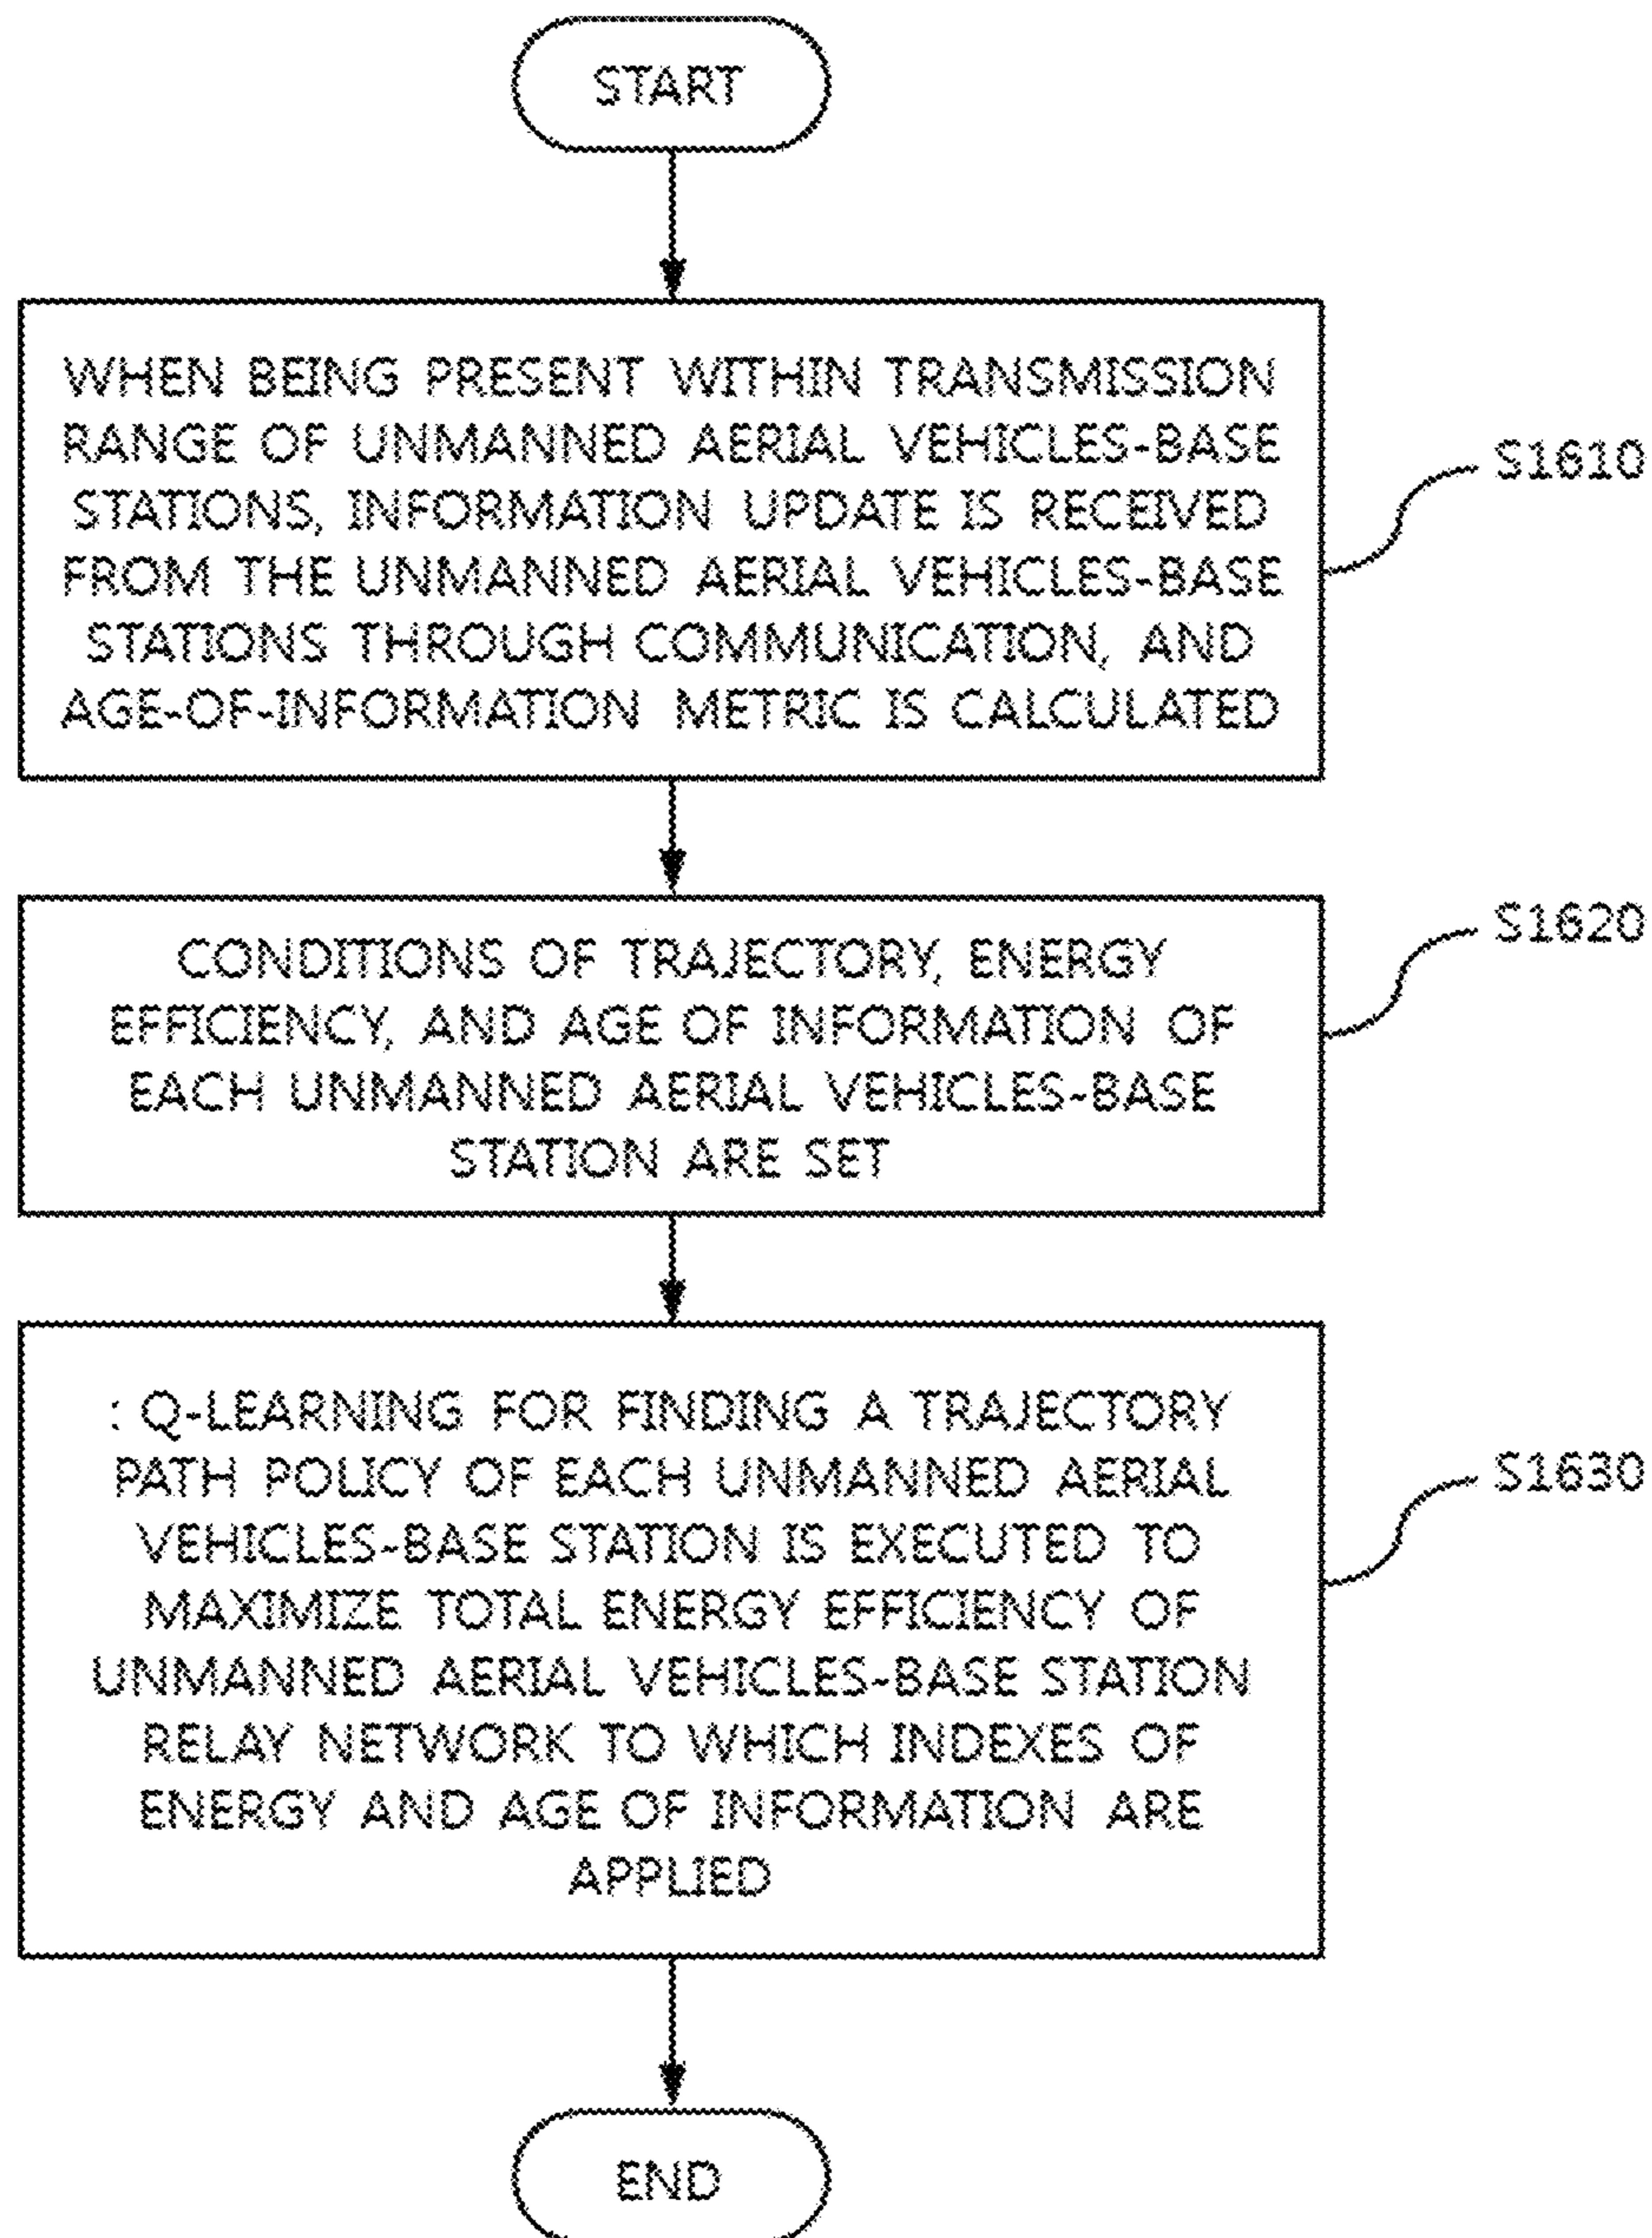 START
WHEN BEING PRESENT WITHIN TRANSMISSION
RANGE OF UNMANNED AERIAL VEHICLES-BASE
STATIONS, INFORMATION UPDATE IS RECEIVED
FROM THE UNMANNED AERIAL VEHICLES-BASE
STATIONS THROUGH COMMUNICATION, AND
AGE-OF-INFORMATION METRIC IS CALCULATED
S1610
CONDITIONS OF TRAJECTORY, ENERGY
EFFICIENCY, AND AGE OF INFORMATION OF
EACH UNMANNED AERIAL VEHICLES-BASE
STATION ARE SET
S1620
: Q-LEARNING FOR FINDING A TRAJECTORY
PATH POLICY OF EACH UNMANNED AERIAL
VEHICLES-BASE STATION IS EXECUTED TO
MAXIMIZE TOTAL ENERGY EFFICIENCY OF
UNMANNED AERIAL VEHICLES-BASE STATION
RELAY NETWORK TO WHICH INDEXES OF
ENERGY AND AGE OF INFORMATION ARE
APPLIED
S1630
END